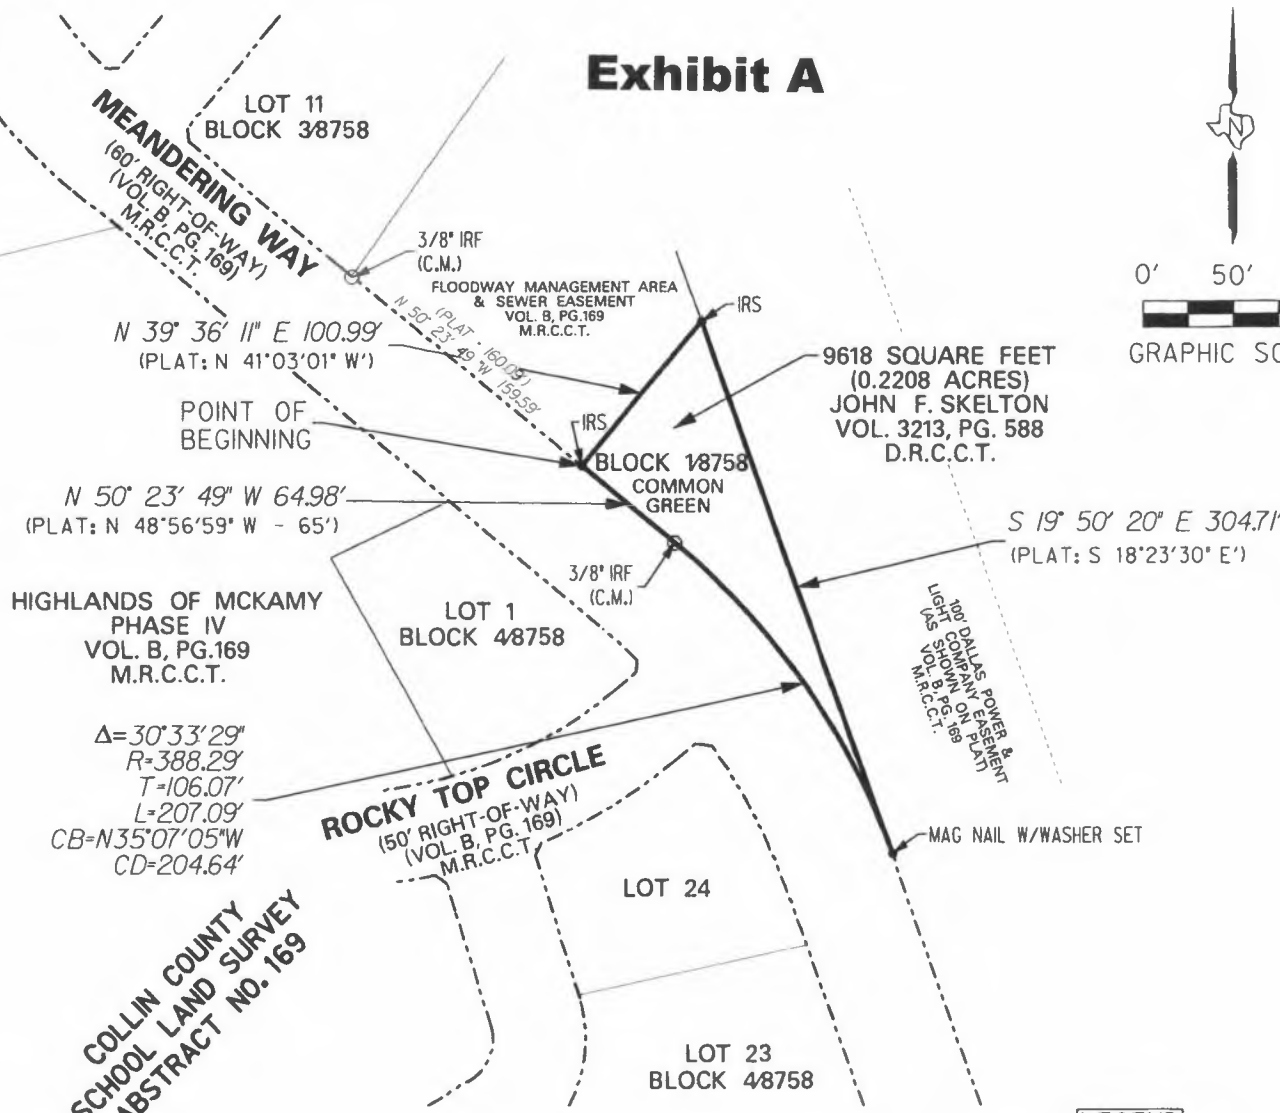 Exhibit A
LOT 11
BLOCK 3/8758
MEANDERING WAY
(60' RIGHT-OF-WAY)
(VOL. B, PG. 169)
M.R.C.C.T.
N
0' 50'
3/8" IRF
(C.M.)
FLOODWAY MANAGEMENT AREA
& SEWER EASEMENT
VOL. B, PG.169
M.R.C.C.T.
(PLAT - 160.09')
N 50° 23' 49" W 159.59'
IRS
N 39° 36' 11" E 100.99'
(PLAT: N 41°03'01" W')
9618 SQUARE FEET
(0.2208 ACRES)
JOHN F. SKELTON
VOL. 3213, PG. 588
D.R.C.C.T.
POINT OF
BEGINNING
IRS
BLOCK 1/8758
COMMON
GREEN
N 50° 23' 49" W 64.98'
(PLAT: N 48°56'59" W - 65')
S 19° 50' 20" E 304.71'
(PLAT: S 18°23'30" E')
3/8" IRF
(C.M.)
HIGHLANDS OF MCKAMY
PHASE IV
VOL. B, PG.169
M.R.C.C.T.
LOT 1
BLOCK 4/8758
100' DALLAS POWER &
LIGHT COMPANY EASEMENT
(AS SHOWN ON PLAT)
VOL. B, PG. 169
M.R.C.C.T.
Δ=30°33'29"
R=388.29'
T=106.07'
L=207.09'
CB=N35°07'05"W
CD=204.64'
ROCKY TOP CIRCLE
(50' RIGHT-OF-WAY)
(VOL. B, PG. 169)
M.R.C.C.T.
MAG NAIL W/WASHER SET
LOT 24
COLLIN COUNTY
SCHOOL LAND SURVEY
ABSTRACT NO. 169
LOT 23
BLOCK 4/8758
GRAPHIC SC